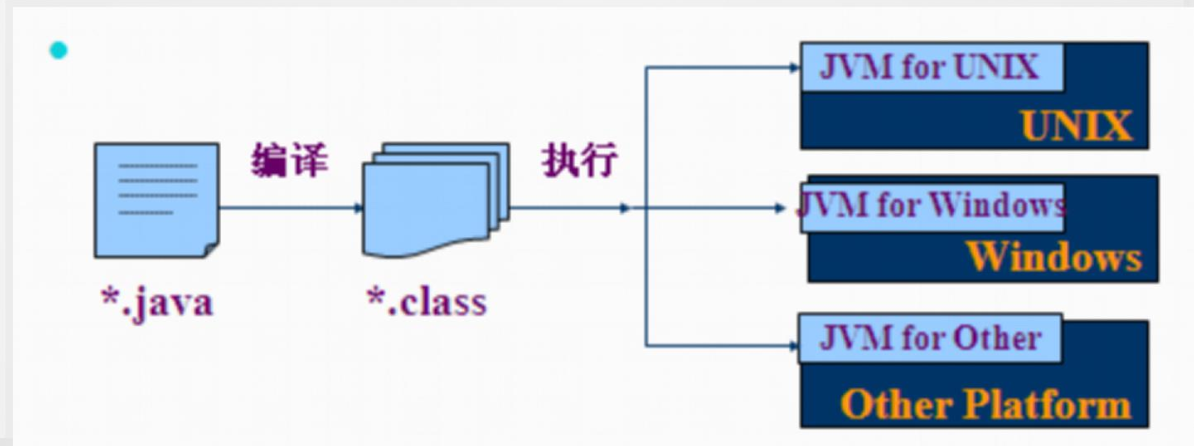 编译
执行
*.java
*.class
JVM for UNIX
UNIX
JVM for Windows
Windows
JVM for Other
Other Platform